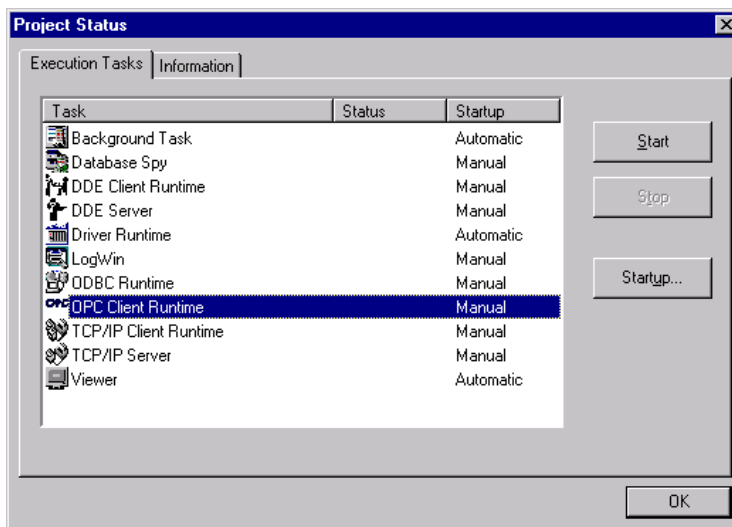 Project Status
Execution Tasks Information
Task Status Startup
Background Task Automatic
Database Spy Manual
DDE Client Runtime Manual
DDE Server Manual
Driver Runtime Automatic
LogWin Manual
ODBC Runtime Manual
OPC OPC Client Runtime Manual
TCP/IP Client Runtime Manual
TCP/IP Server Manual
Viewer Automatic
Start
Stop
Startup...
OK